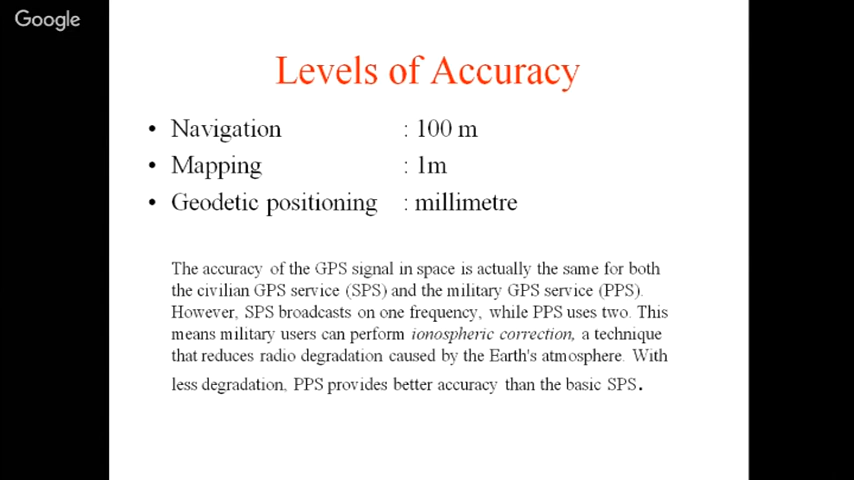 Google
Levels of Accuracy
• Navigation : 100 m
• Mapping : 1m
• Geodetic positioning : millimetre
The accuracy of the GPS signal in space is actually the same for both
the civilian GPS service (SPS) and the military GPS service (PPS).
However, SPS broadcasts on one frequency, while PPS uses two. This
means military users can perform ionospheric correction, a technique
that reduces radio degradation caused by the Earth's atmosphere. With
less degradation, PPS provides better accuracy than the basic SPS.